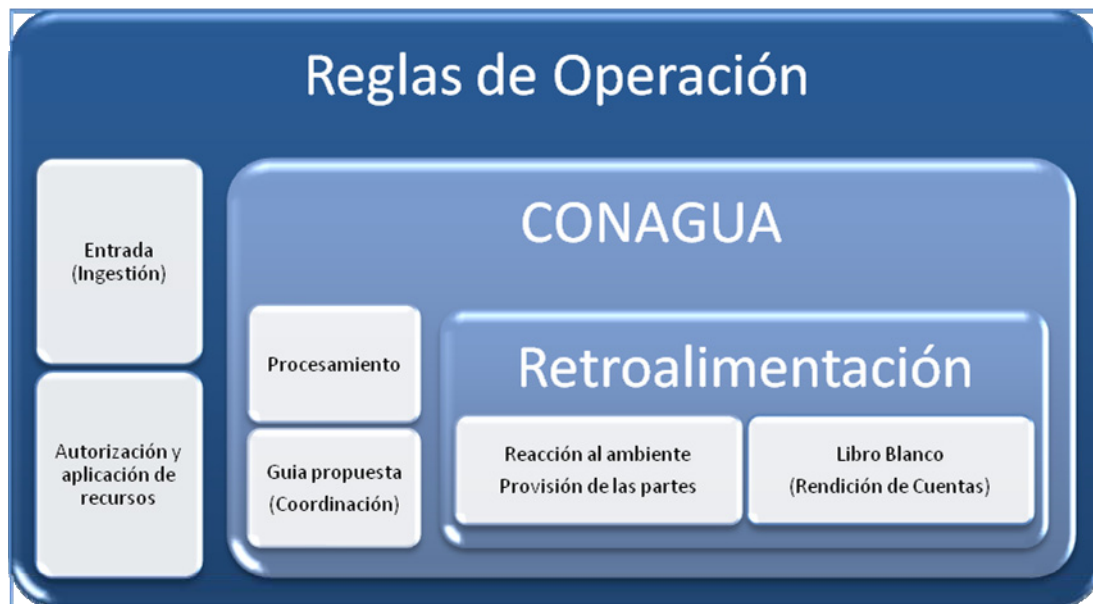 Reglas de Operación
Entrada
(Ingestión)
Autorización y
aplicación de
recursos
CONAGUA
Procesamiento
Guia propuesta
(Coordinación)
Retroalimentación
Reacción al ambiente
Provisión de las partes
Libro Blanco
(Rendición de Cuentas)